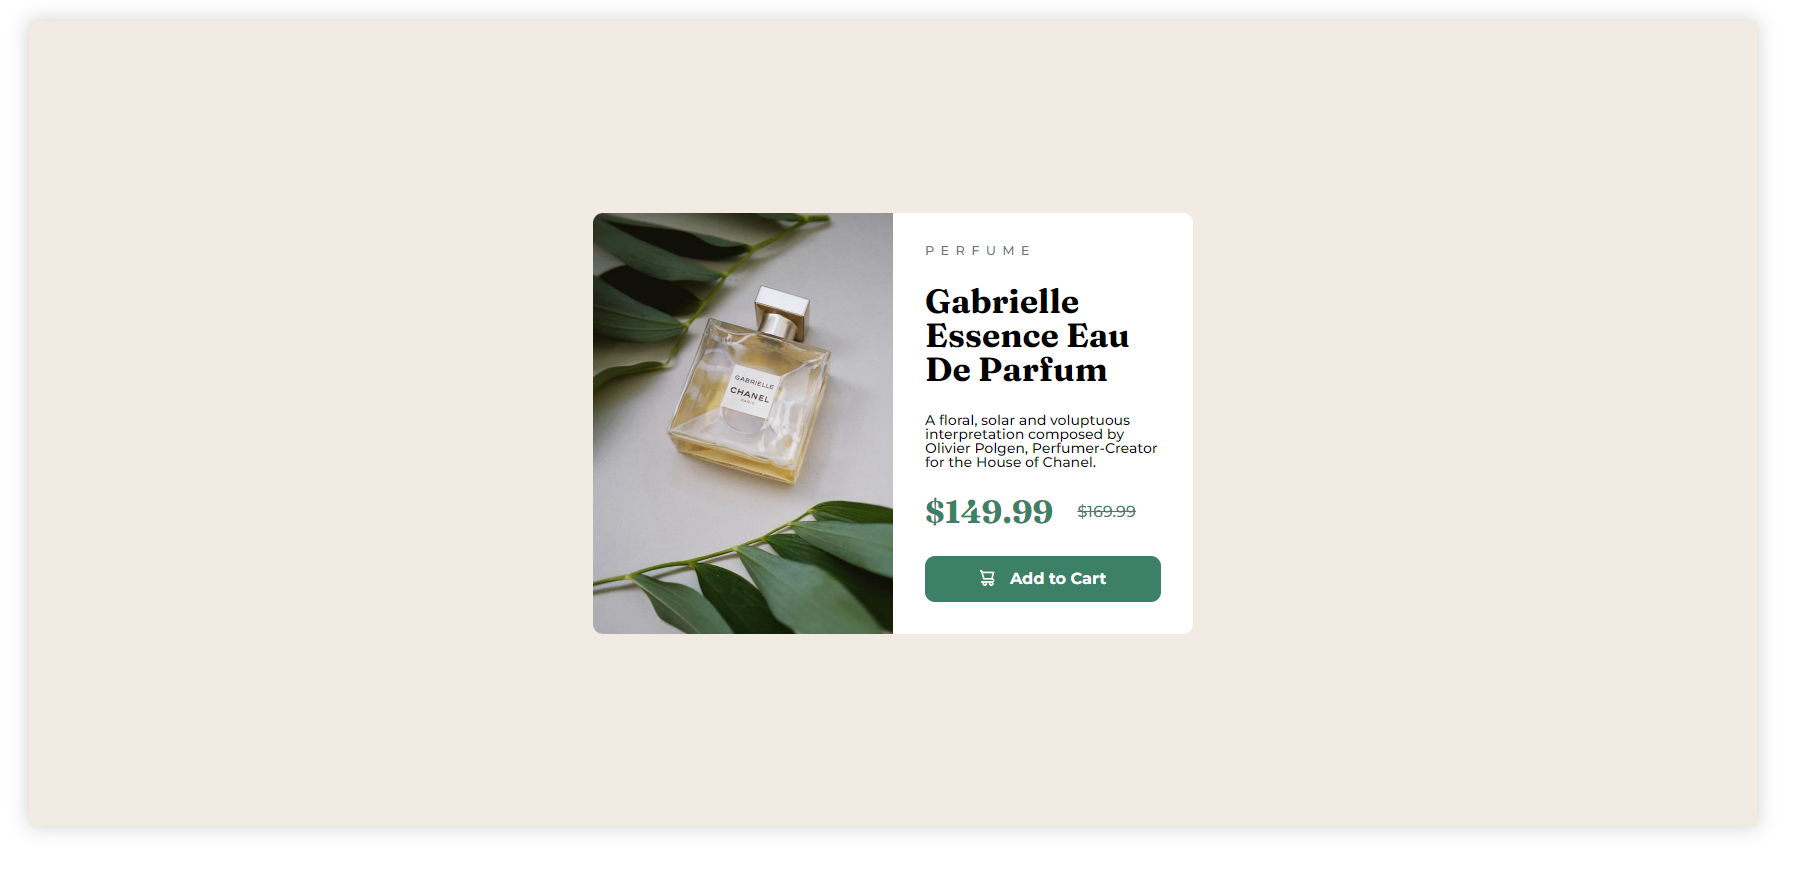 GABRIELLE
CHANEL
PARIS
PERFUME
Gabrielle
Essence Eau
De Parfum
A floral, solar and voluptuous
interpretation composed by
Olivier Polgen, Perfumer-Creator
for the House of Chanel.
$149.99 $169.99
Add to Cart